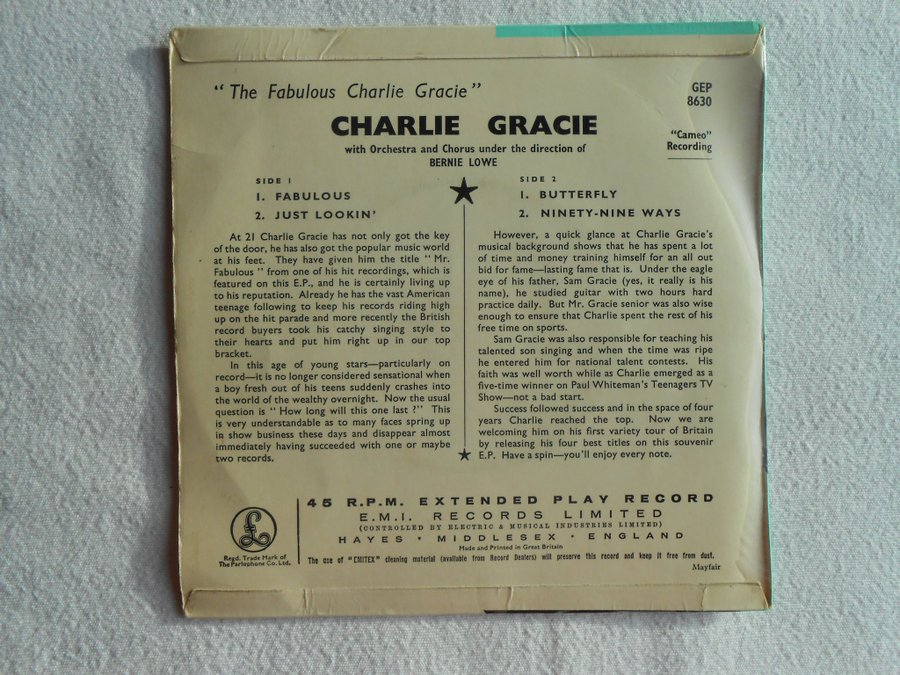 "The Fabulous Charlie Gracie"
GEP
8630
CHARLIE GRACIE
with Orchestra and Chorus under the direction of
BERNIE LOWE
"Cameo"
Recording
SIDE 1
1. FABULOUS
2. JUST LOOKIN'
SIDE 2
1. BUTTERFLY
2. NINETY-NINE WAYS
At 21 Charlie Gracie has not only got the key
of the door, he has also got the popular music world
at his feet. They have given him the title "Mr.
Fabulous" from one of his hit recordings, which is
featured on this E.P., and he is certainly living up
to his reputation. Already he has the vast American
teenage following to keep his records riding high
up on the hit parade and more recently the British
record buyers took his catchy singing style to
their hearts and put him right up in our top
bracket.
In this age of young stars—particularly on
record—it is no longer considered sensational when
a boy fresh out of his teens suddenly crashes into
the world of the wealthy overnight. Now the usual
question is "How long will this one last?" This
is very understandable as to many faces spring up
in show business these days and disappear almost
immediately having succeeded with one or maybe
two records.
However, a quick glance at Charlie Gracie's
musical background shows that he has spent a lot
of time and money training himself for an all out
bid for fame—lasting fame that is. Under the eagle
eye of his father, Sam Gracie (yes, it really is his
name), he studied guitar with two hours hard
practice daily. But Mr. Gracie senior was also wise
enough to ensure that Charlie spent the rest of his
free time on sports.
Sam Gracie was also responsible for teaching his
talented son singing and when the time was ripe
he entered him for national talent contests. His
faith was well worth while as Charlie emerged as a
five-time winner on Paul Whiteman's Teenagers TV
Show—not a bad start.
Success followed success and in the space of four
years Charlie reached the top. Now we are
welcoming him on his first variety tour of Britain
by releasing his four best titles on this souvenir
E.P. Have a spin—you'll enjoy every note.
£
Regd. Trade Mark of
The Parlophone Co. Ltd.
45 R.P.M. EXTENDED PLAY RECORD
E.M.I. RECORDS LIMITED
(CONTROLLED BY ELECTRIC & MUSICAL INDUSTRIES LIMITED)
HAYES · MIDDLESEX · ENGLAND
Made and Printed in Great Britain
The use of "EMITEX" cleaning material (available from Record Dealers) will preserve this record and keep it free from dust.
Mayfair